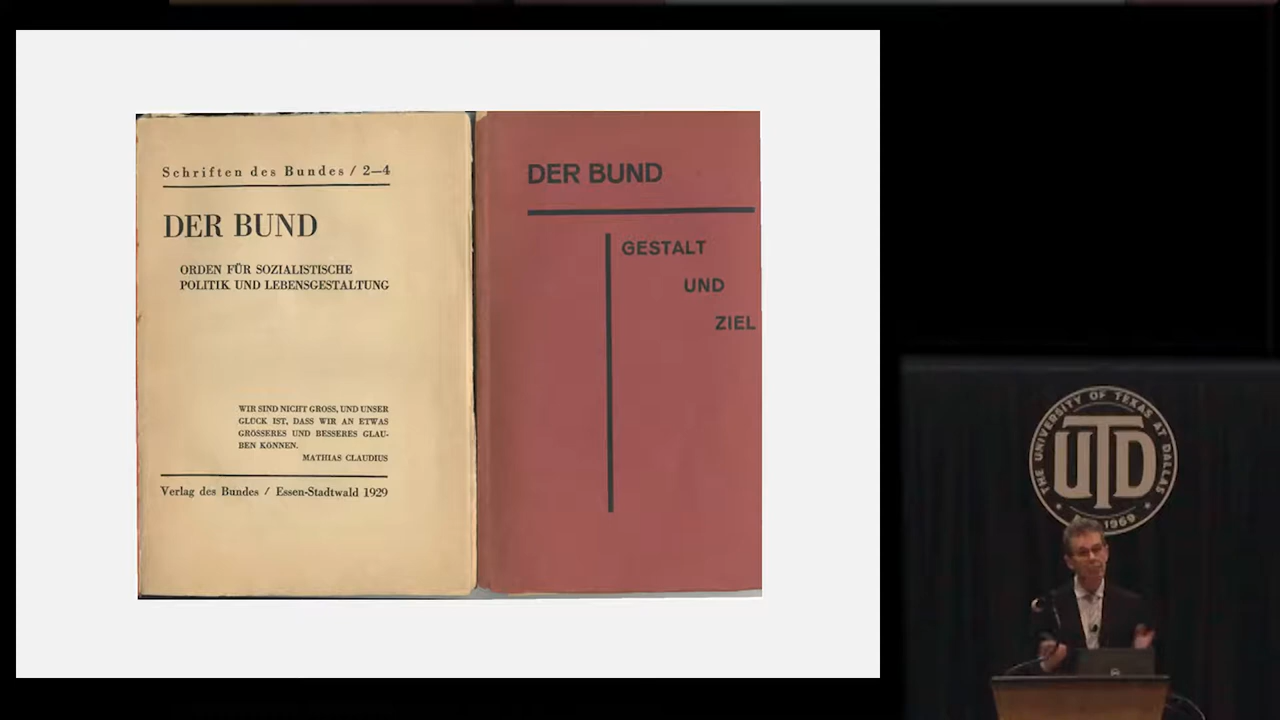 Schriften des Bundes / 2—4
DER BUND
ORDEN FÜR SOZIALISTISCHE
POLITIK UND LEBENSGESTALTUNG
WIR SIND NICHT GROSS, UND UNSER
GLÜCK IST, DASS WIR AN ETWAS
GRÖSSERES UND BESSERES GLAU-
BEN KÖNNEN.
MATHIAS CLAUDIUS
Verlag des Bundes / Essen-Stadtwald 1929
DER BUND
GESTALT
UND
ZIEL
THE UNIVERSITY OF TEXAS AT DALLAS
UTD
1969